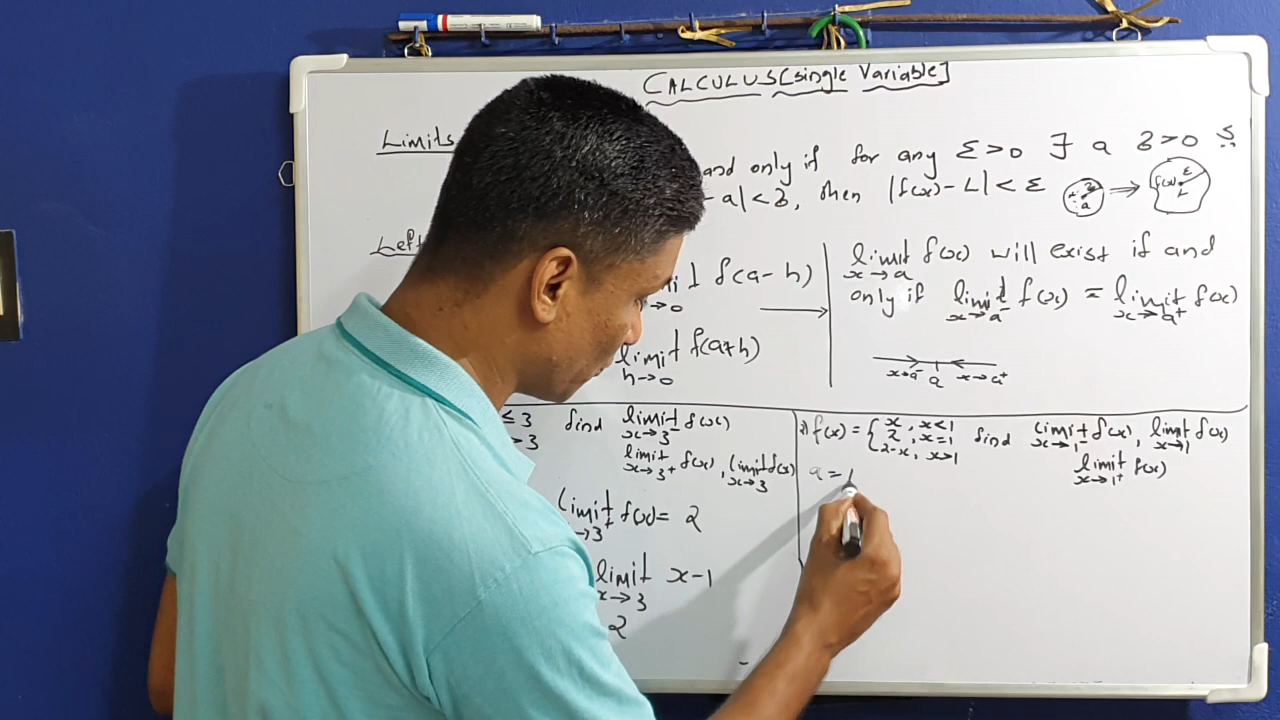 CALCULUS[single Variable]
Limits
and only if for any ε>0 ∃ a δ>0 s.
-a|<δ, then |f(x)-L|<ε
x δ a ⇒ f(x) ε L
Left
f(a-h)
→0
limit f(a+h)
h→0
limit f(x) will exist if and
x→a
only if limit f(x) = limit f(x)
x→a⁻ x→a⁺
x→a⁻ a x→a⁺
≤ 3 find limit f(x)
> 3 x→3⁻
limit f(x), limit f(x)
x→3⁺ x→3
limit f(x) = 2
→3⁺
limit x-1
x→3
2
f(x) = { x, x<1
2, x=1
2-x, x>1
find limit f(x), limit f(x)
x→1⁻ x→1
limit f(x)
x→1⁺
a = 1